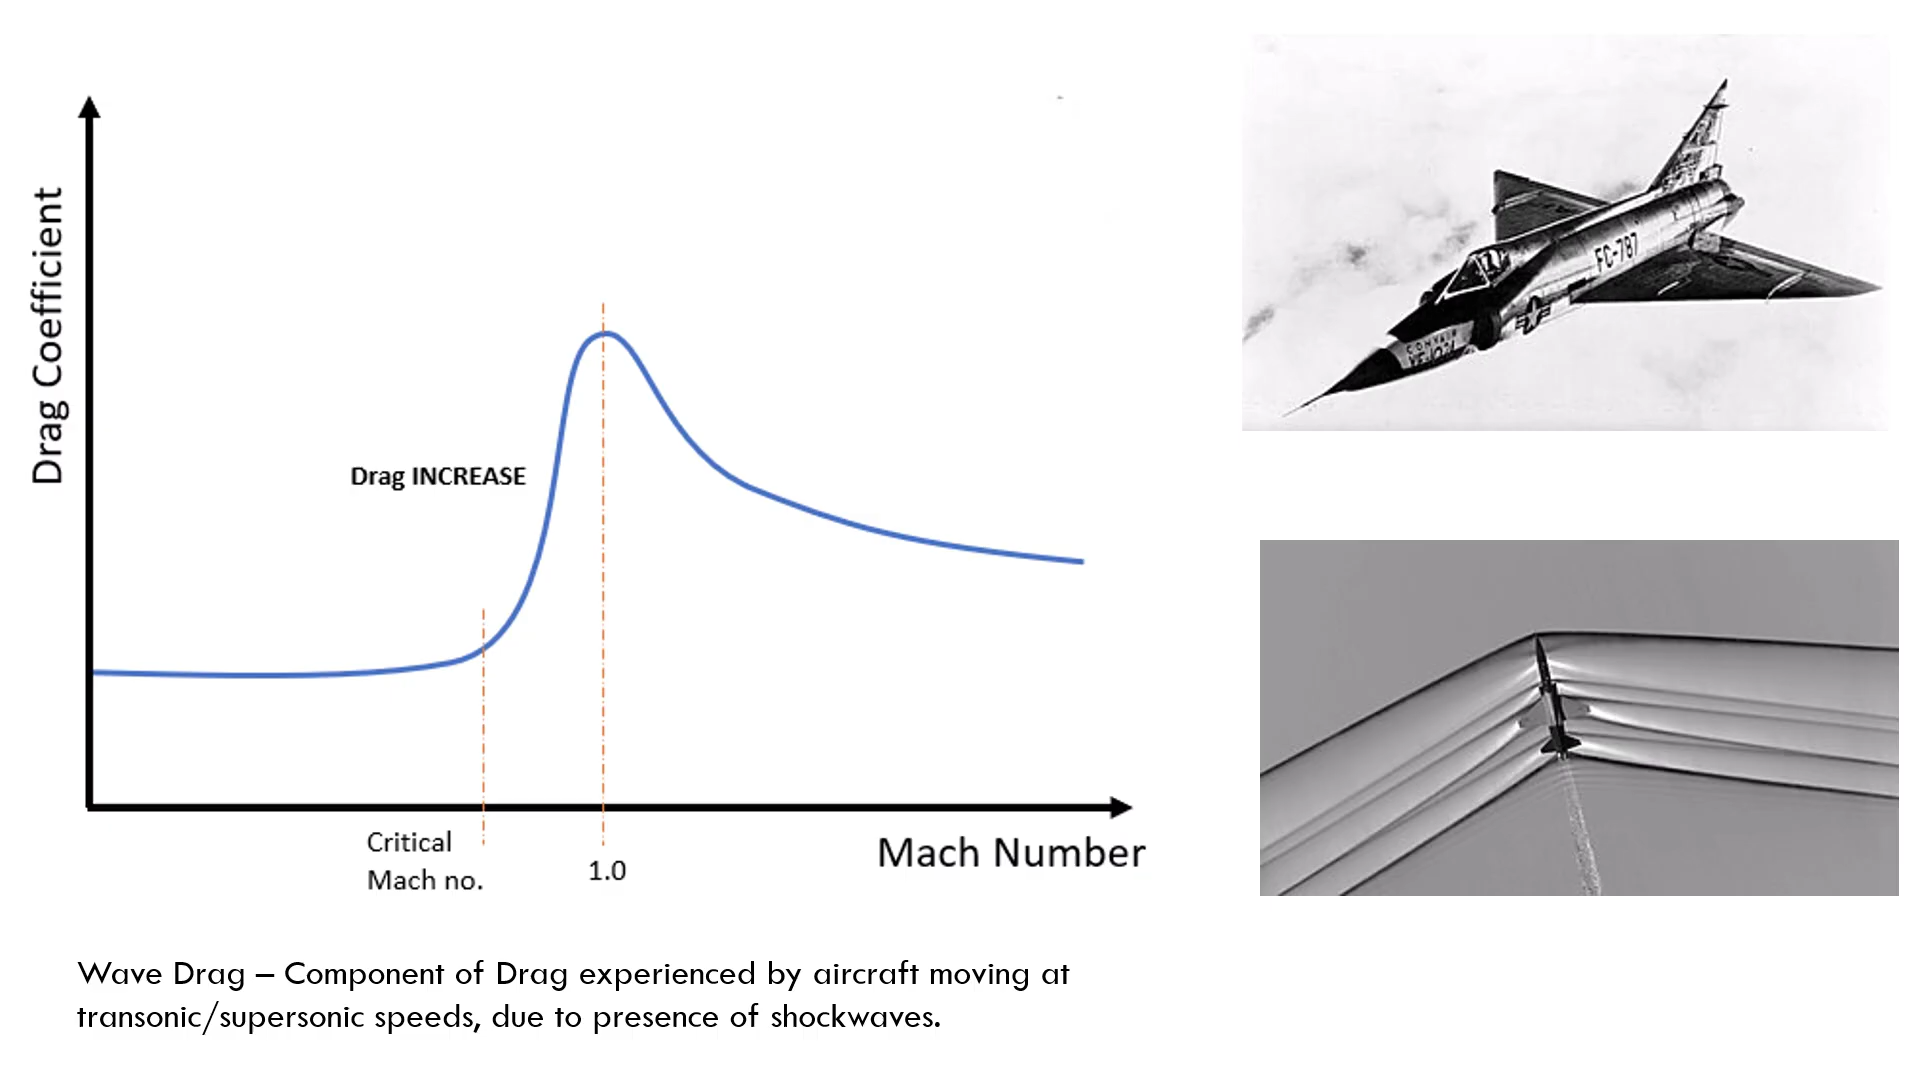 Drag Coefficient
Drag INCREASE
Critical
Mach no.
1.0
Mach Number
FC-787
CONVAIR
Wave Drag – Component of Drag experienced by aircraft moving at
transonic/supersonic speeds, due to presence of shockwaves.